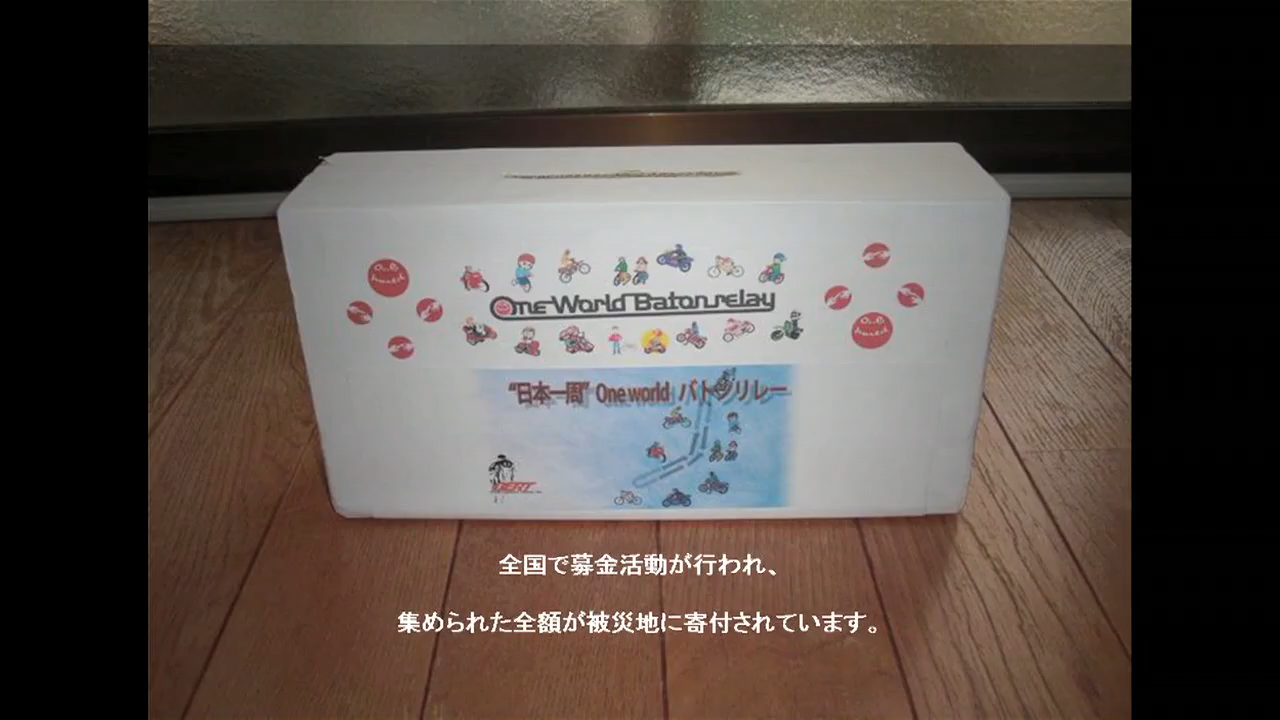 One World Baton relay
“日本一周” One world バトンリレー
全国で募金活動が行われ、
集められた全額が被災地に寄付されています。